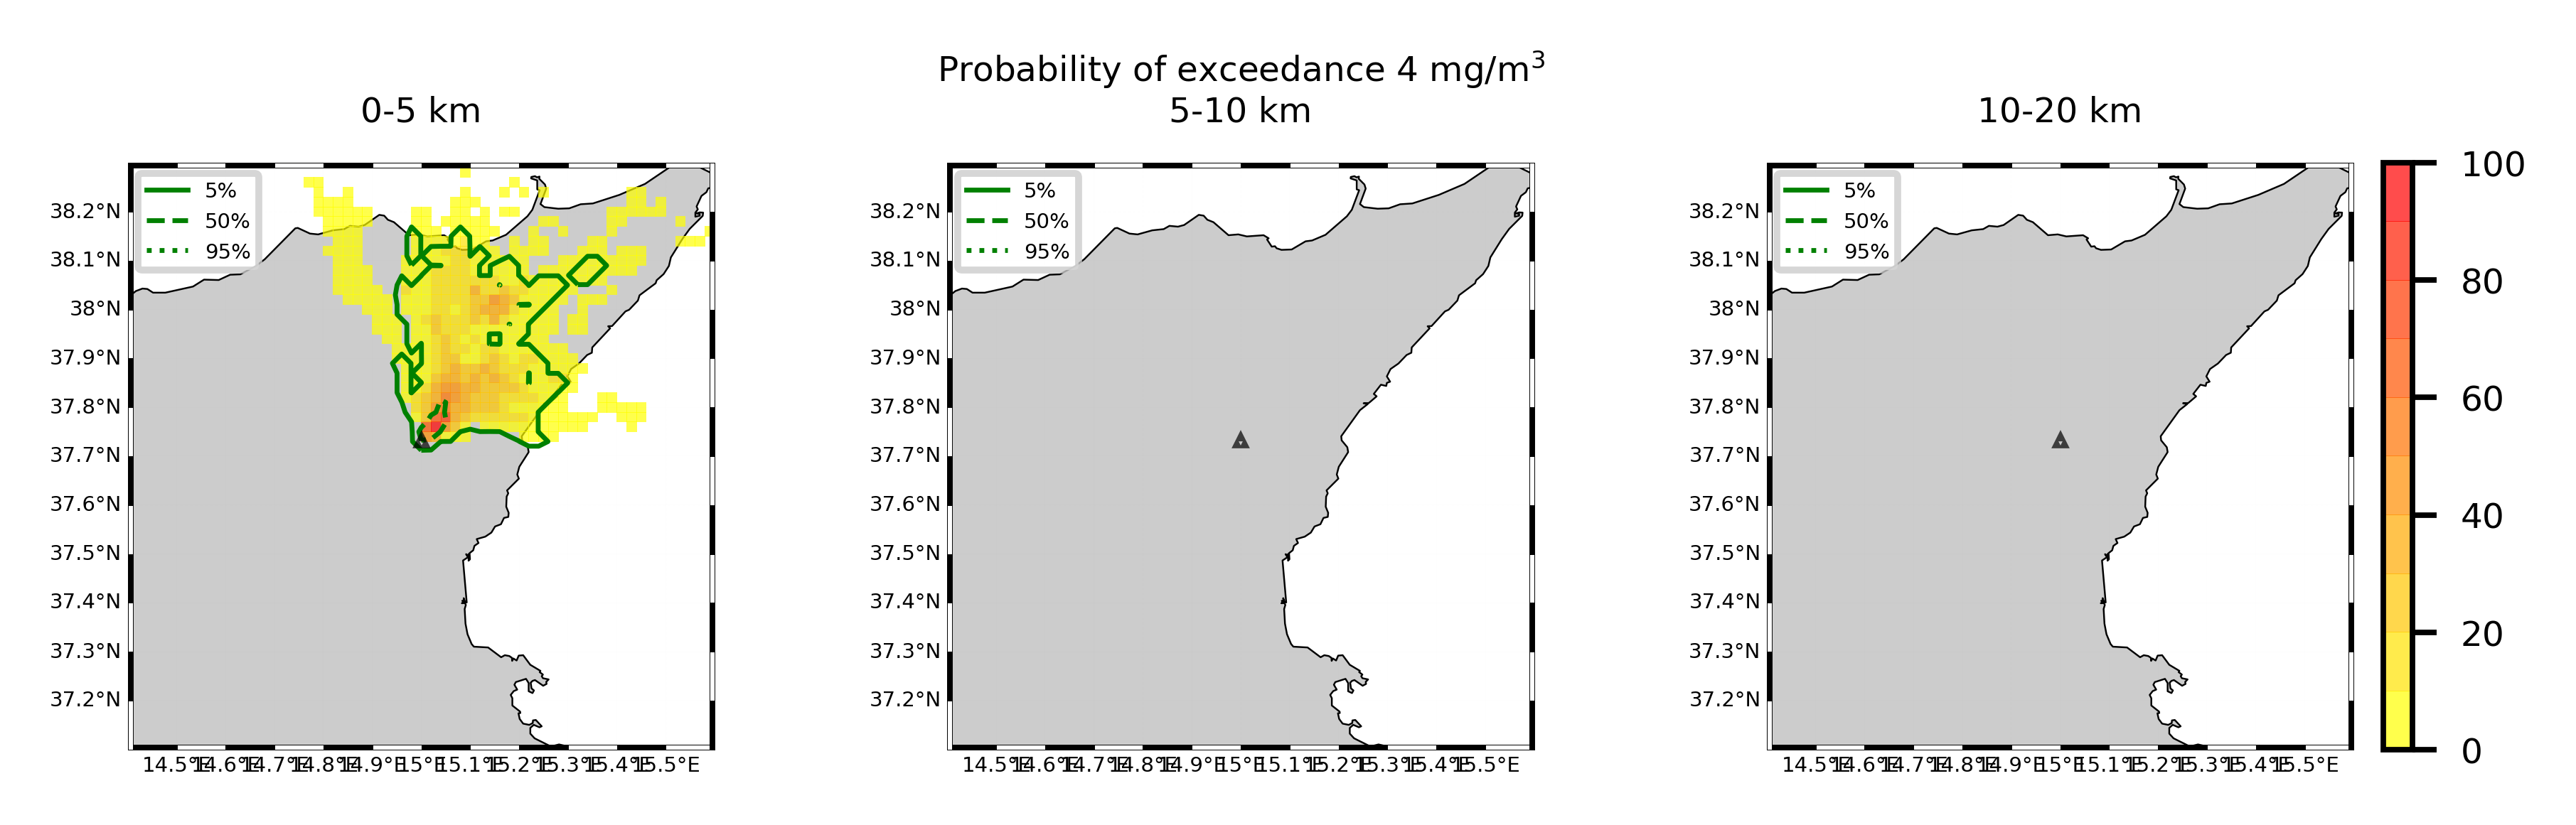 Probability of exceedance 4 mg/m³
0-5 km
5-10 km
10-20 km
5%
50%
95%
38.2°N
38.1°N
38°N
37.9°N
37.8°N
37.7°N
37.6°N
37.5°N
37.4°N
37.3°N
37.2°N
14.5°E 14.6°E 14.7°E 14.8°E 14.9°E 15°E 15.1°E 15.2°E 15.3°E 15.4°E 15.5°E
5%
50%
95%
38.2°N
38.1°N
38°N
37.9°N
37.8°N
37.7°N
37.6°N
37.5°N
37.4°N
37.3°N
37.2°N
14.5°E 14.6°E 14.7°E 14.8°E 14.9°E 15°E 15.1°E 15.2°E 15.3°E 15.4°E 15.5°E
5%
50%
95%
38.2°N
38.1°N
38°N
37.9°N
37.8°N
37.7°N
37.6°N
37.5°N
37.4°N
37.3°N
37.2°N
14.5°E 14.6°E 14.7°E 14.8°E 14.9°E 15°E 15.1°E 15.2°E 15.3°E 15.4°E 15.5°E
100
80
60
40
20
0